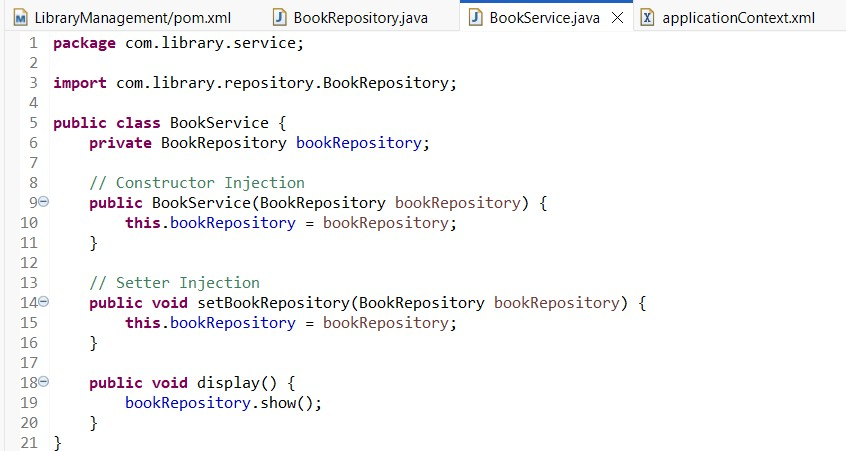 LibraryManagement/pom.xml BookRepository.java BookService.java applicationContext.xml
1 package com.library.service;
2
3 import com.library.repository.BookRepository;
4
5 public class BookService {
6     private BookRepository bookRepository;
7
8     // Constructor Injection
9     public BookService(BookRepository bookRepository) {
10         this.bookRepository = bookRepository;
11     }
12
13     // Setter Injection
14     public void setBookRepository(BookRepository bookRepository) {
15         this.bookRepository = bookRepository;
16     }
17
18     public void display() {
19         bookRepository.show();
20     }
21 }